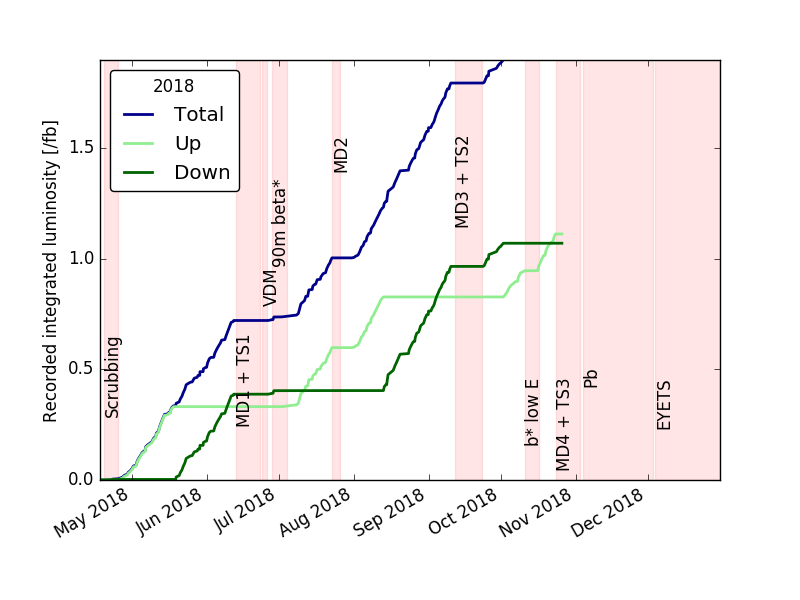 2018
Total
Up
Down
Recorded integrated luminosity [/fb]
1.5
1.0
0.5
0.0
Scrubbing
MD1 + TS1
VDM
90m beta*
MD2
MD3 + TS2
b* low E
MD4 + TS3
Pb
EYETS
May 2018
Jun 2018
Jul 2018
Aug 2018
Sep 2018
Oct 2018
Nov 2018
Dec 2018